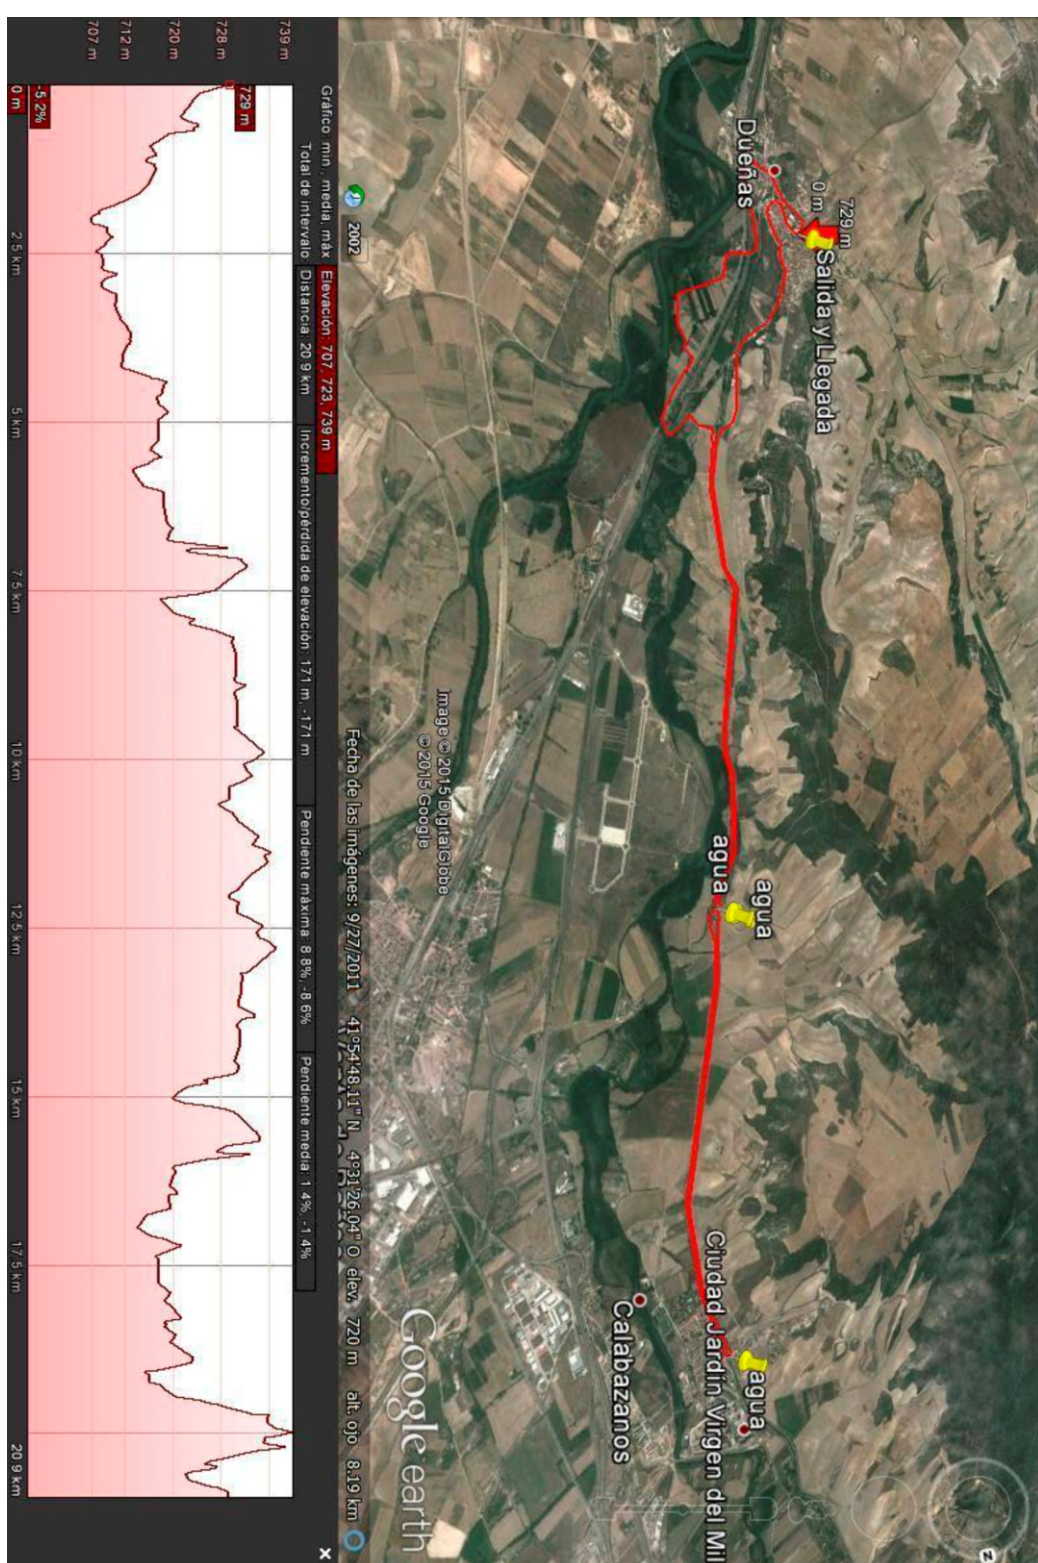 729 m
0 m
Salida y Llegada
Dueñas
agua
agua
agua
Ciudad Jardín Virgen del Mil
Calabazanos
Image © 2015 DigitalGlobe
© 2015 Google
Google earth
2002
Fecha de las imágenes: 9/27/2011 41°54'48.11" N 4°31'26.04" O elev. 720 m alt. ojo 8.19 km
Gráfico: mín., media, máx Elevación: 707, 723, 739 m
Total de intervalo: Distancia: 20.9 km Incremento/pérdida de elevación: 171 m, -171 m Pendiente máxima: 8.8%, -8.6% Pendiente media: 1.4%, -1.4%
739 m
728 m
720 m
712 m
707 m
729 m
-5.2%
0 m
2.5 km
5 km
7.5 km
10 km
12.5 km
15 km
17.5 km
20.9 km